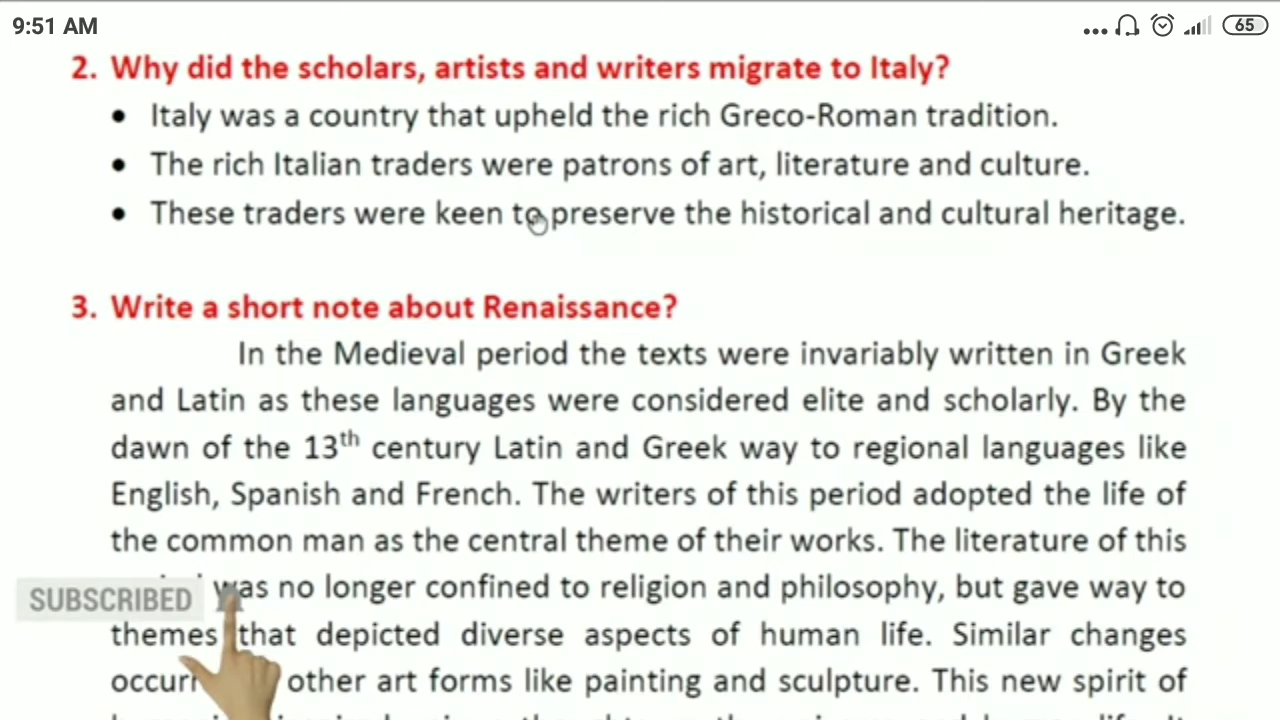 9:51 AM
65
2. Why did the scholars, artists and writers migrate to Italy?
• Italy was a country that upheld the rich Greco-Roman tradition.
• The rich Italian traders were patrons of art, literature and culture.
• These traders were keen to preserve the historical and cultural heritage.
3. Write a short note about Renaissance?
In the Medieval period the texts were invariably written in Greek
and Latin as these languages were considered elite and scholarly. By the
dawn of the 13th century Latin and Greek way to regional languages like
English, Spanish and French. The writers of this period adopted the life of
the common man as the central theme of their works. The literature of this
was no longer confined to religion and philosophy, but gave way to
SUBSCRIBED
themes that depicted diverse aspects of human life. Similar changes
other art forms like painting and sculpture. This new spirit of